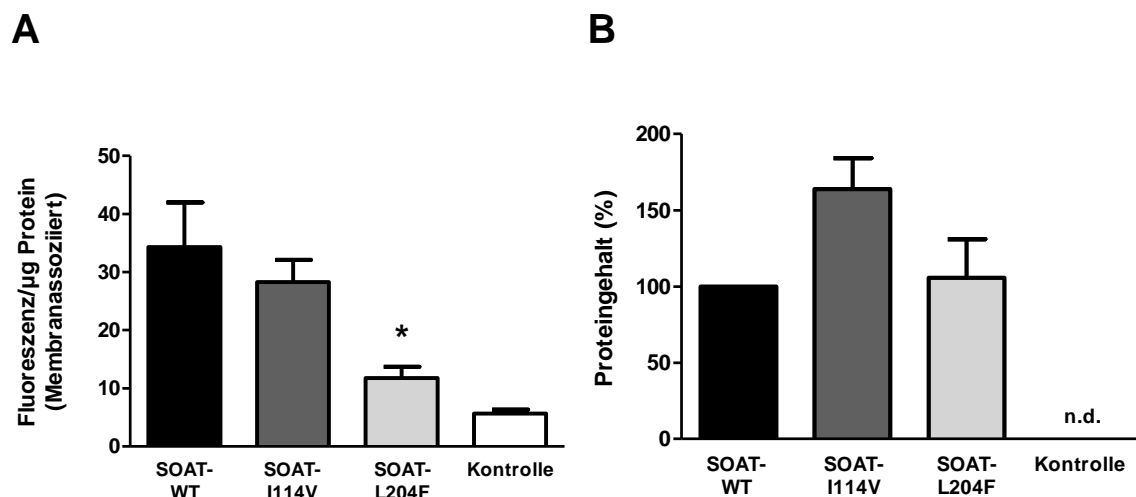 A
Fluoreszenz/µg Protein
(Membranassoziiert)
50
40
30
20
10
0
*
SOAT-
WT
SOAT-
I114V
SOAT-
L204F
Kontrolle
B
Proteingehalt (%)
200
150
100
50
0
n.d.
SOAT-
WT
SOAT-
I114V
SOAT-
L204F
Kontrolle